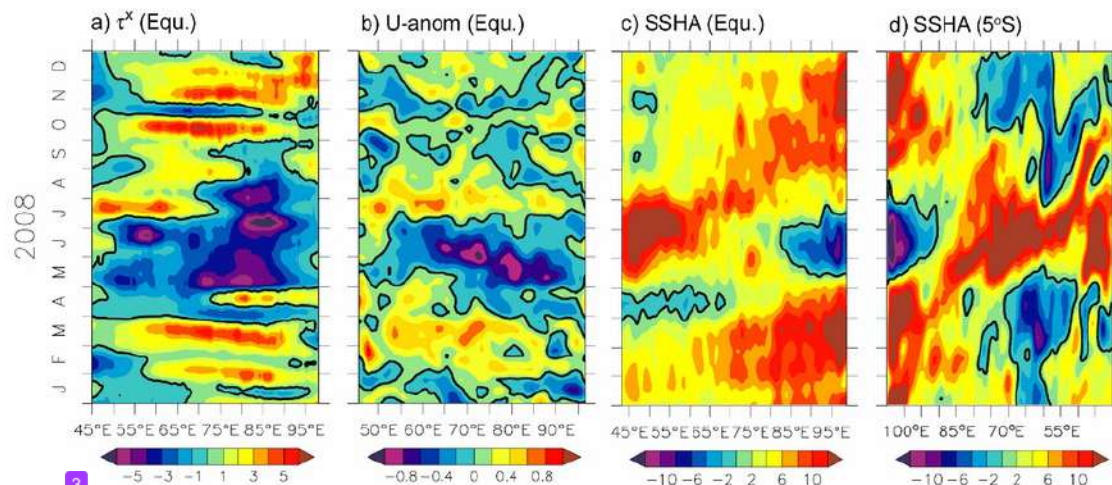 a) τˣ (Equ.) b) U-anom (Equ.) c) SSHA (Equ.) d) SSHA (5°S)
2008
D
N
O
S
A
J
J
M
A
M
F
J
45°E 55°E 65°E 75°E 85°E 95°E 50°E 60°E 70°E 80°E 90°E 45°E 55°E 65°E 75°E 85°E 95°E 100°E 85°E 70°E 55°E
-5 -3 -1 1 3 5 -0.8 -0.4 0 0.4 0.8 -10 -6 -2 2 6 10 -10 -6 -2 2 6 10